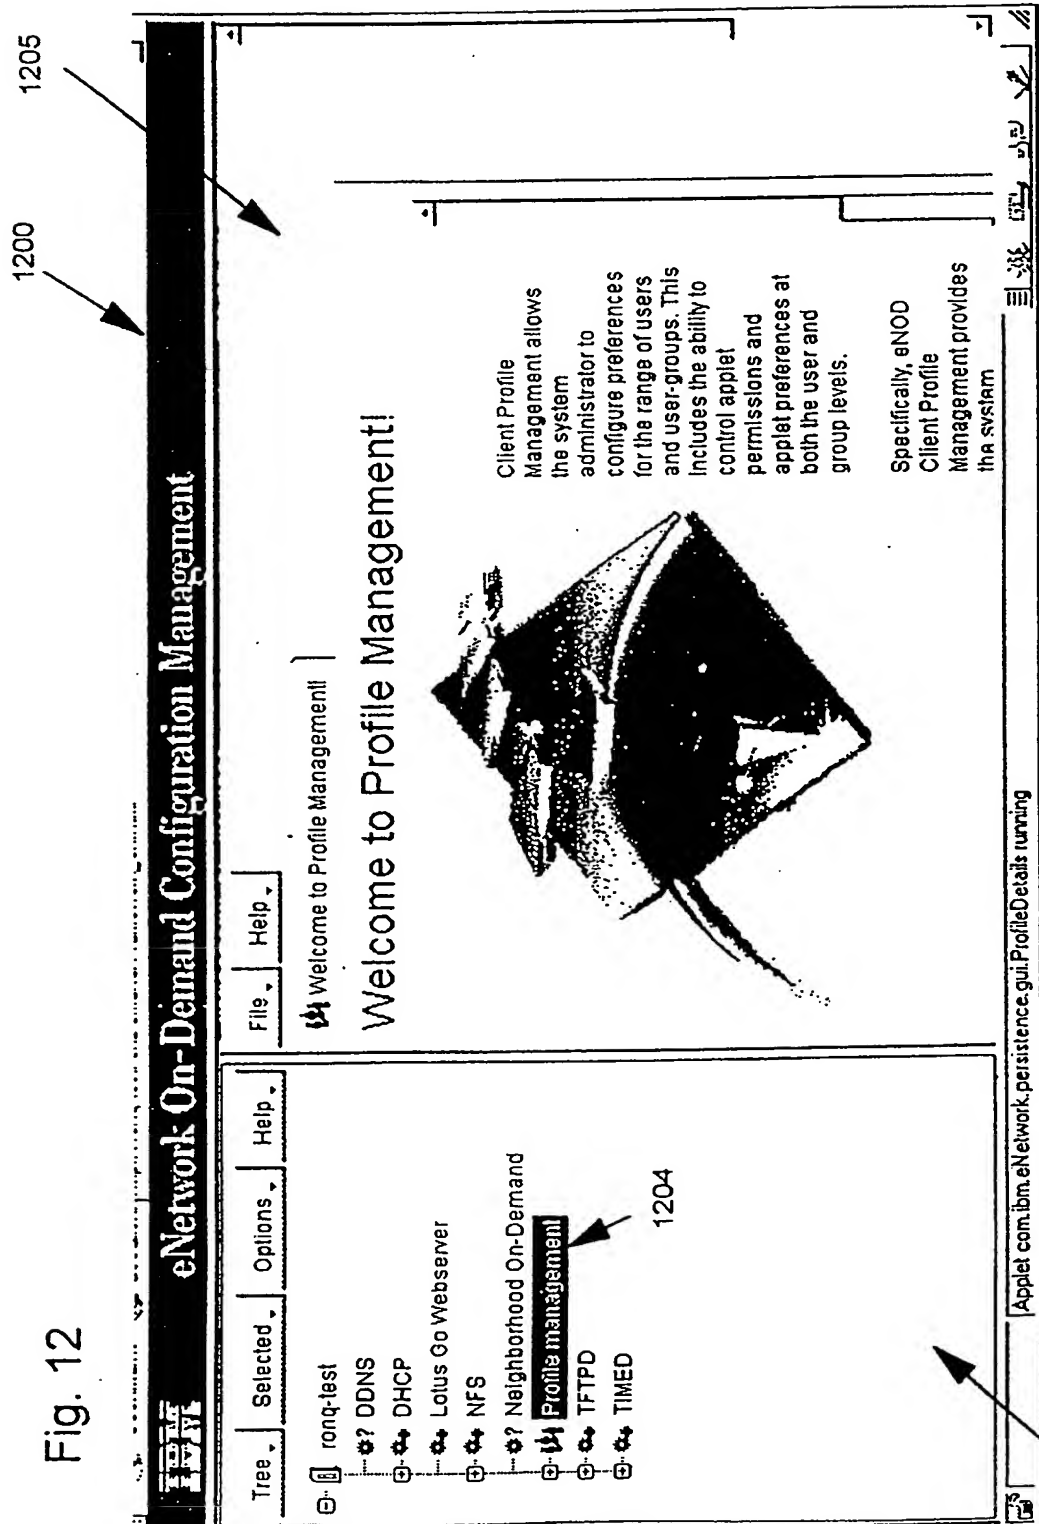 Fig. 12
1200
1205
IBM
eNetwork On-Demand Configuration Management
Tree
Selected
Options
Help
ronq-test
? DDNS
DHCP
Lotus Go Webserver
NFS
? Neighborhood On-Demand
Profile management
TFTPD
TIMED
1204
File
Help
Welcome to Profile Management!
Welcome to Profile Management!
Client Profile
Management allows
the system
administrator to
configure preferences
for the range of users
and user-groups. This
includes the ability to
control applet
permissions and
applet preferences at
both the user and
group levels.
Specifically, eNOD
Client Profile
Management provides
the system
Applet com.ibm.eNetwork.persistence.gui.ProfileDetails running